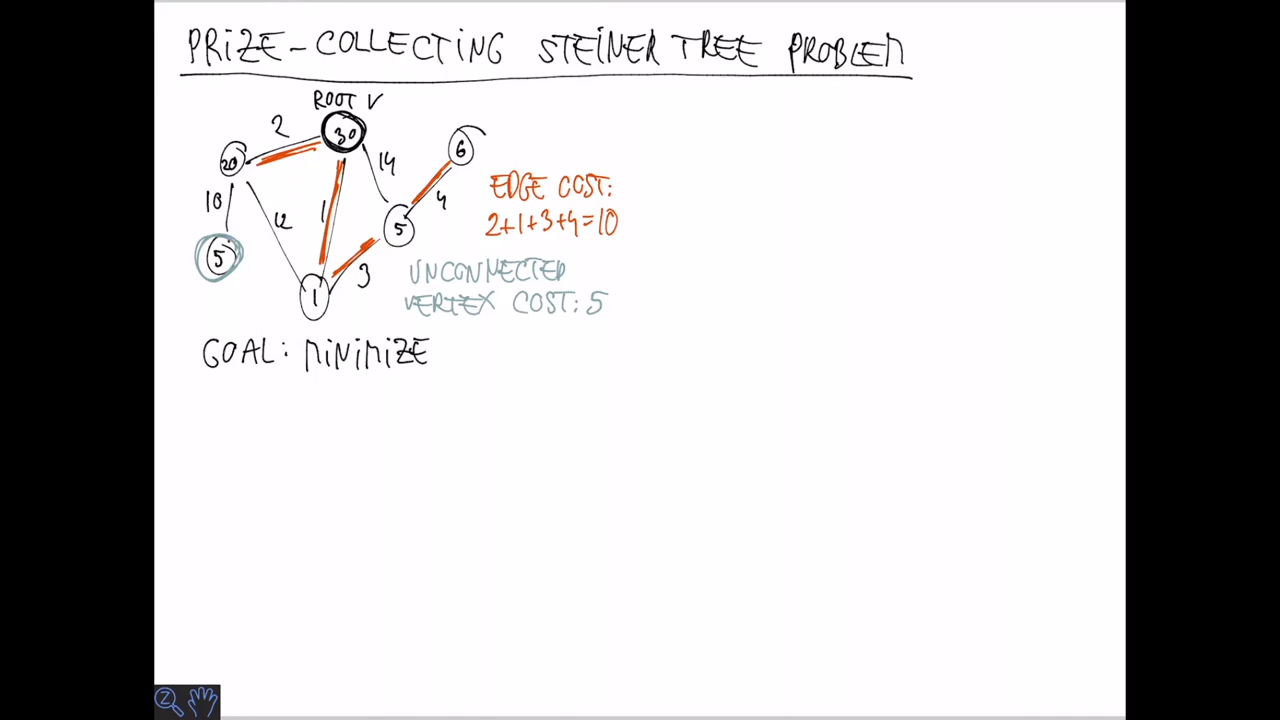 PRIZE-COLLECTING STEINER TREE PROBLEM
ROOT V
2
30
20
14
6
10
12
1
5
4
5
3
1
EDGE COST:
2+1+3+4=10
UNCONNECTED
VERTEX COST: 5
GOAL: MINIMIZE
Z